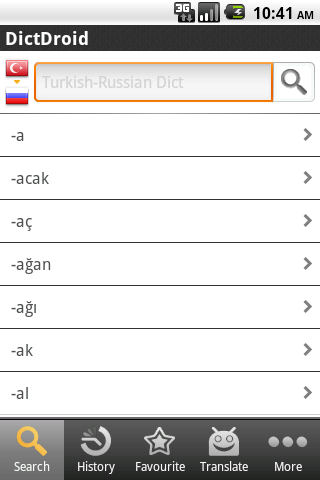 3G
10:41 AM
DictDroid
Turkish-Russian Dict
-a
-acak
-aç
-ağan
-ağı
-ak
-al
Search History Favourite Translate More